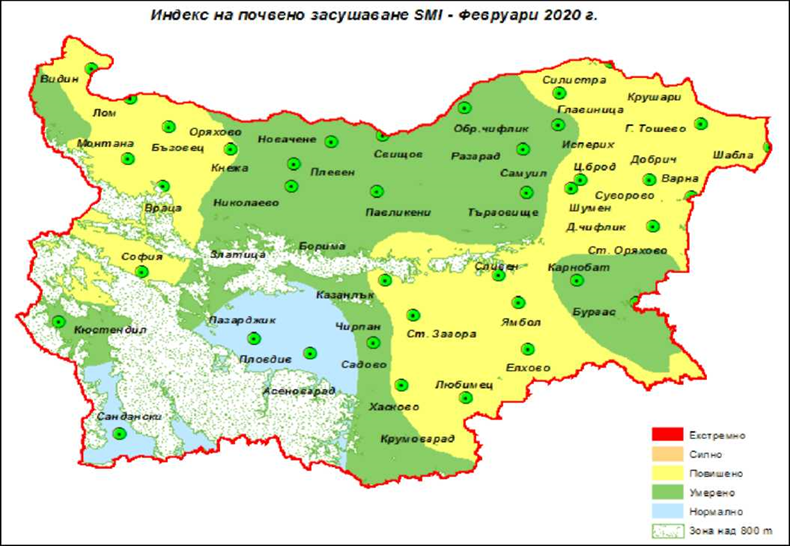 Индекс на почвено засушаване SMI - Февруари 2020 г.
Видин
Силистра
Лом
Крушари
Главиница
Оряхово
Обр.чифлик
Г. Тошево
Новачене
Монтана
Бъзовец
Свищов
Исперих
Разград
Шабла
Добрич
Кнежа
Плевен
Ц.брод
Самуил
Варна
Суворово
Николаево
Враца
Павликени
Търговище
Шумен
Д.чифлик
Борима
Ст. Оряхово
София
Златица
Сливен
Карнобат
Казанлък
Бургас
Пазарджик
Чирпан
Ямбол
Кюстендил
Ст. Загора
Пловдив
Садово
Елхово
Любимец
Асеновград
Хасково
Сандански
Крумовград
Екстремно
Силно
Повишено
Умерено
Нормално
Зона над 800 m